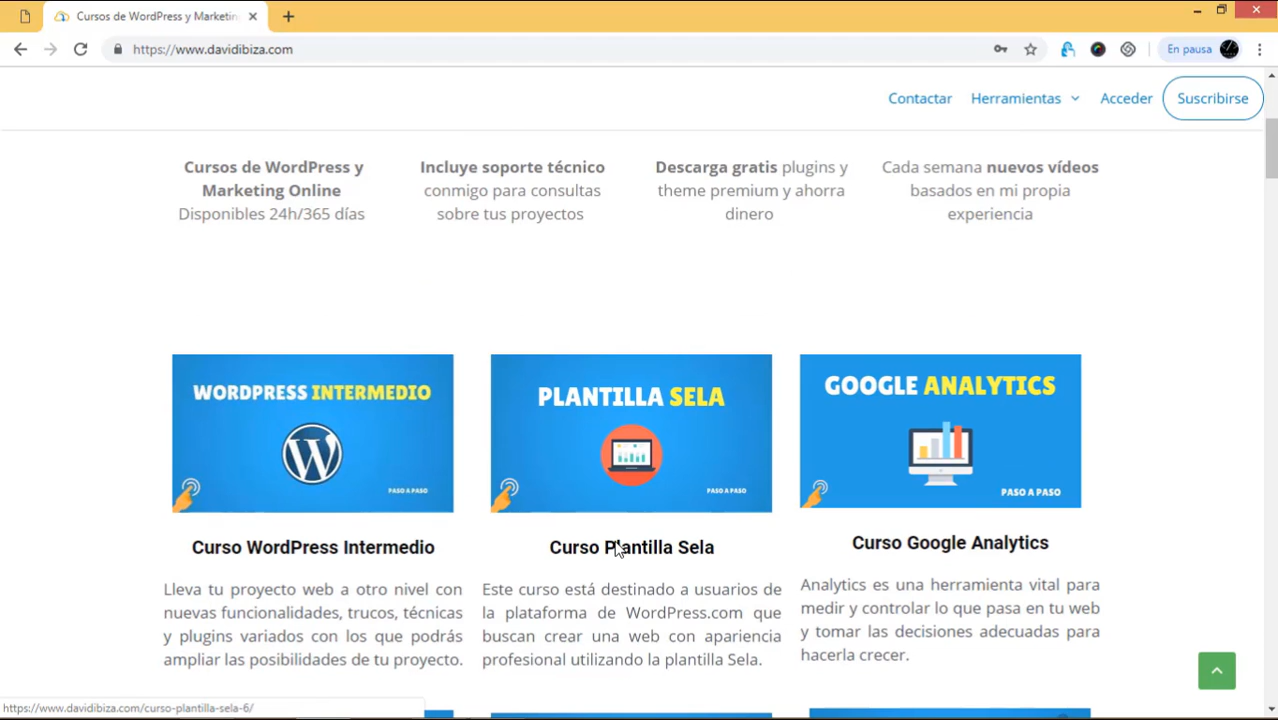 Cursos de WordPress y Marketin
https://www.davidibiza.com
En pausa
Contactar
Herramientas
Acceder
Suscribirse
Cursos de WordPress y
Marketing Online
Disponibles 24h/365 días
Incluye soporte técnico
conmigo para consultas
sobre tus proyectos
Descarga gratis plugins y
theme premium y ahorra
dinero
Cada semana nuevos vídeos
basados en mi propia
experiencia
WORDPRESS INTERMEDIO
PASO A PASO
PLANTILLA SELA
PASO A PASO
GOOGLE ANALYTICS
PASO A PASO
Curso WordPress Intermedio
Lleva tu proyecto web a otro nivel con
nuevas funcionalidades, trucos, técnicas
y plugins variados con los que podrás
ampliar las posibilidades de tu proyecto.
Curso Plantilla Sela
Este curso está destinado a usuarios de
la plataforma de WordPress.com que
buscan crear una web con apariencia
profesional utilizando la plantilla Sela.
Curso Google Analytics
Analytics es una herramienta vital para
medir y controlar lo que pasa en tu web
y tomar las decisiones adecuadas para
hacerla crecer.
https://www.davidibiza.com/curso-plantilla-sela-6/